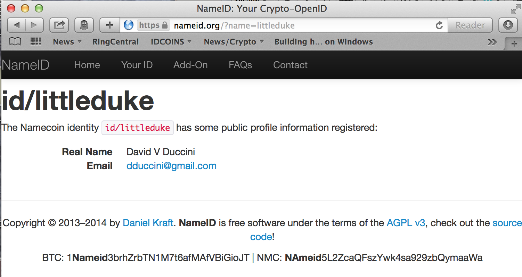 NameID: Your Crypto-OpenID
https nameid.org/?name=littleduke Reader
News RingCentral IDCOINS News/Crypto Building h... on Windows
NameID Home Your ID Add-On FAQs Contact
id/littleduke
The Namecoin identity id/littleduke has some public profile information registered:
Real Name David V Duccini
Email dduccini@gmail.com
Copyright © 2013–2014 by Daniel Kraft. NameID is free software under the terms of the AGPL v3, check out the source
code!
BTC: 1Nameid3brhZrbTN1M7t6afMAfVBiGioJT | NMC: NAmeid5L2ZcaQFszYwk4sa929zbQymaaWa